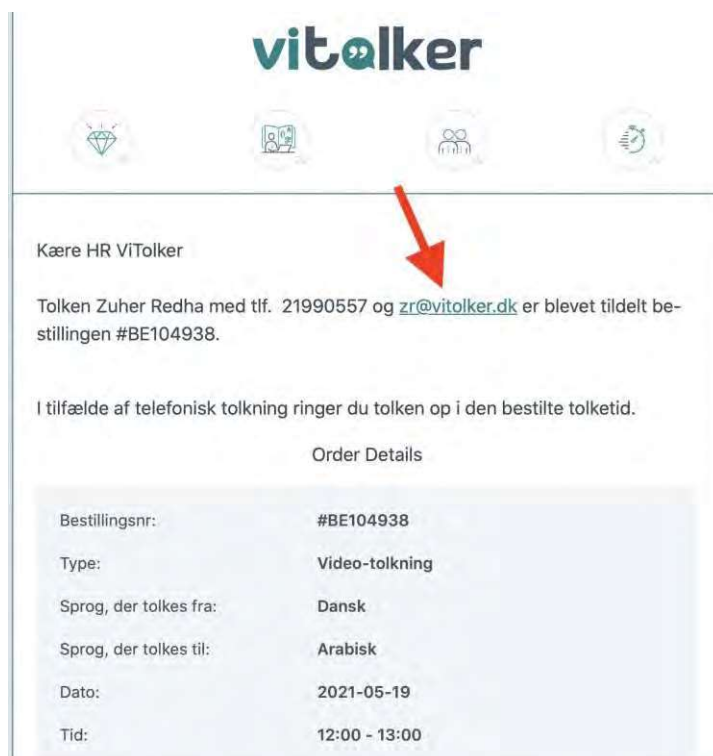 vitolker
Kære HR ViTolker
Tolken Zuher Redha med tlf. 21990557 og zr@vitolker.dk er blevet tildelt be-
stillingen #BE104938.
I tilfælde af telefonisk tolkning ringer du tolken op i den bestilte tolketid.
Order Details
Bestillingsnr: #BE104938
Type: Video-tolkning
Sprog, der tolkes fra: Dansk
Sprog, der tolkes til: Arabisk
Dato: 2021-05-19
Tid: 12:00 - 13:00